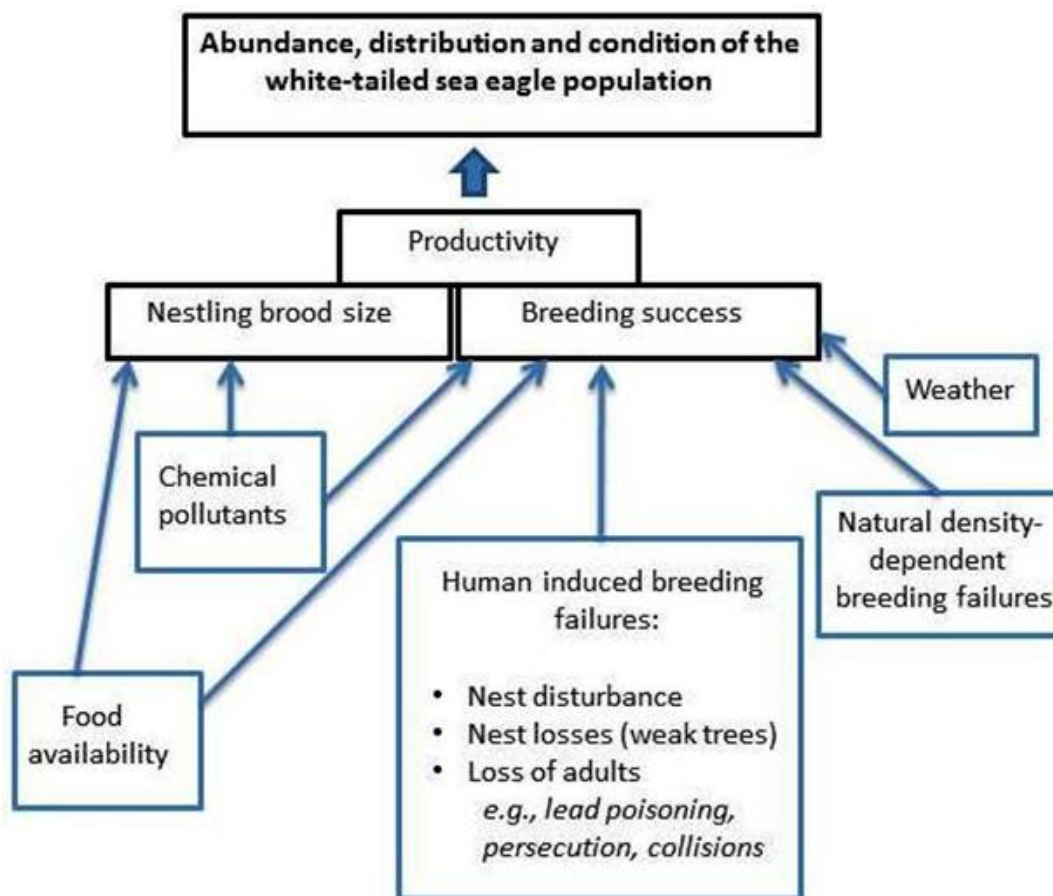 Abundance, distribution and condition of the
white-tailed sea eagle population
Productivity
Nestling brood size
Breeding success
Weather
Chemical
pollutants
Natural density-
dependent
breeding failures
Human induced breeding
failures:
• Nest disturbance
• Nest losses (weak trees)
• Loss of adults
e.g., lead poisoning,
persecution, collisions
Food
availability